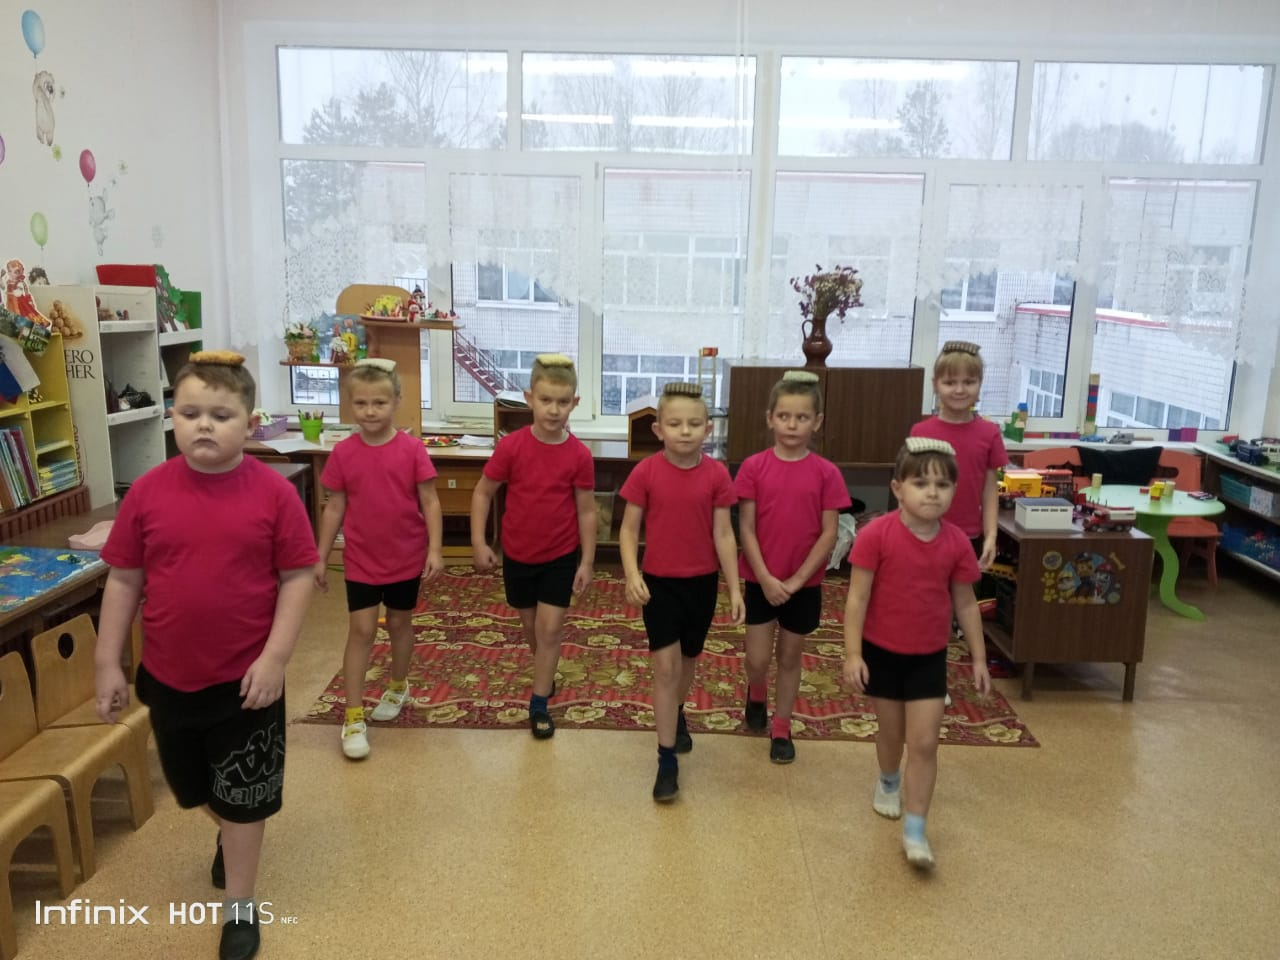 ERO
HER
Kappa
Infinix HOT 11S NFC